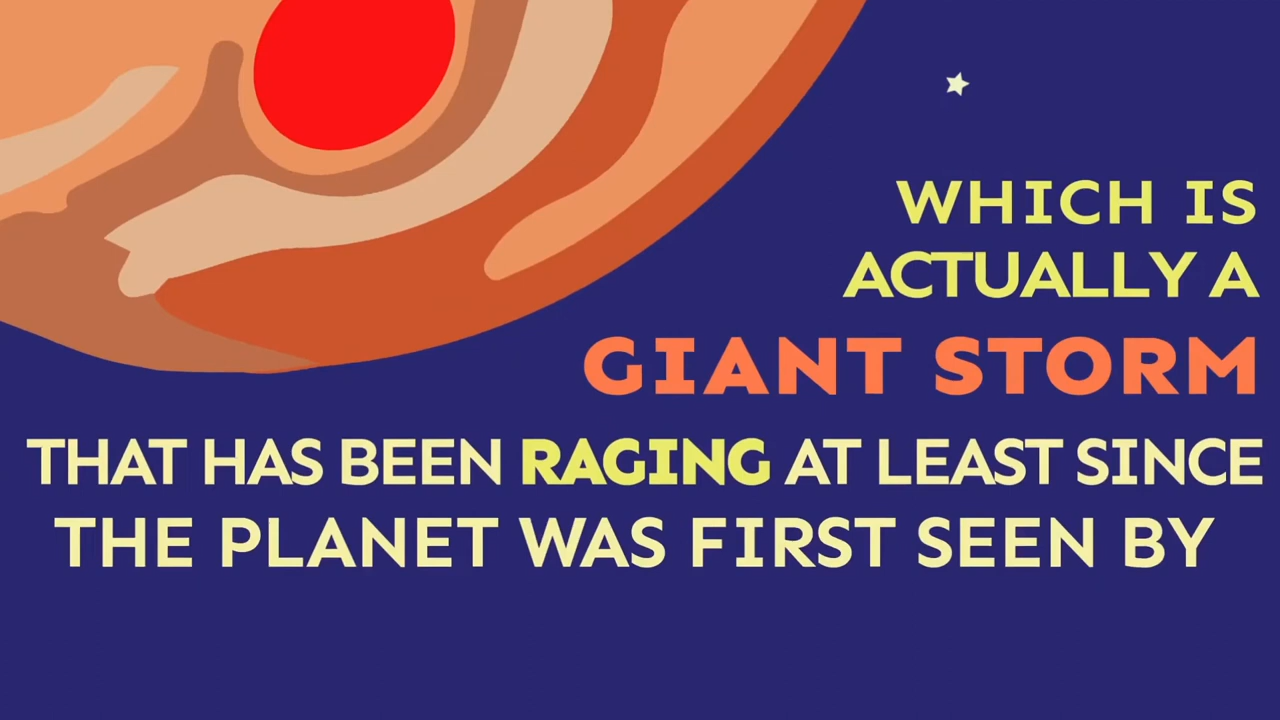 WHICH IS
ACTUALLY A
GIANT STORM
THAT HAS BEEN RAGING AT LEAST SINCE
THE PLANET WAS FIRST SEEN BY